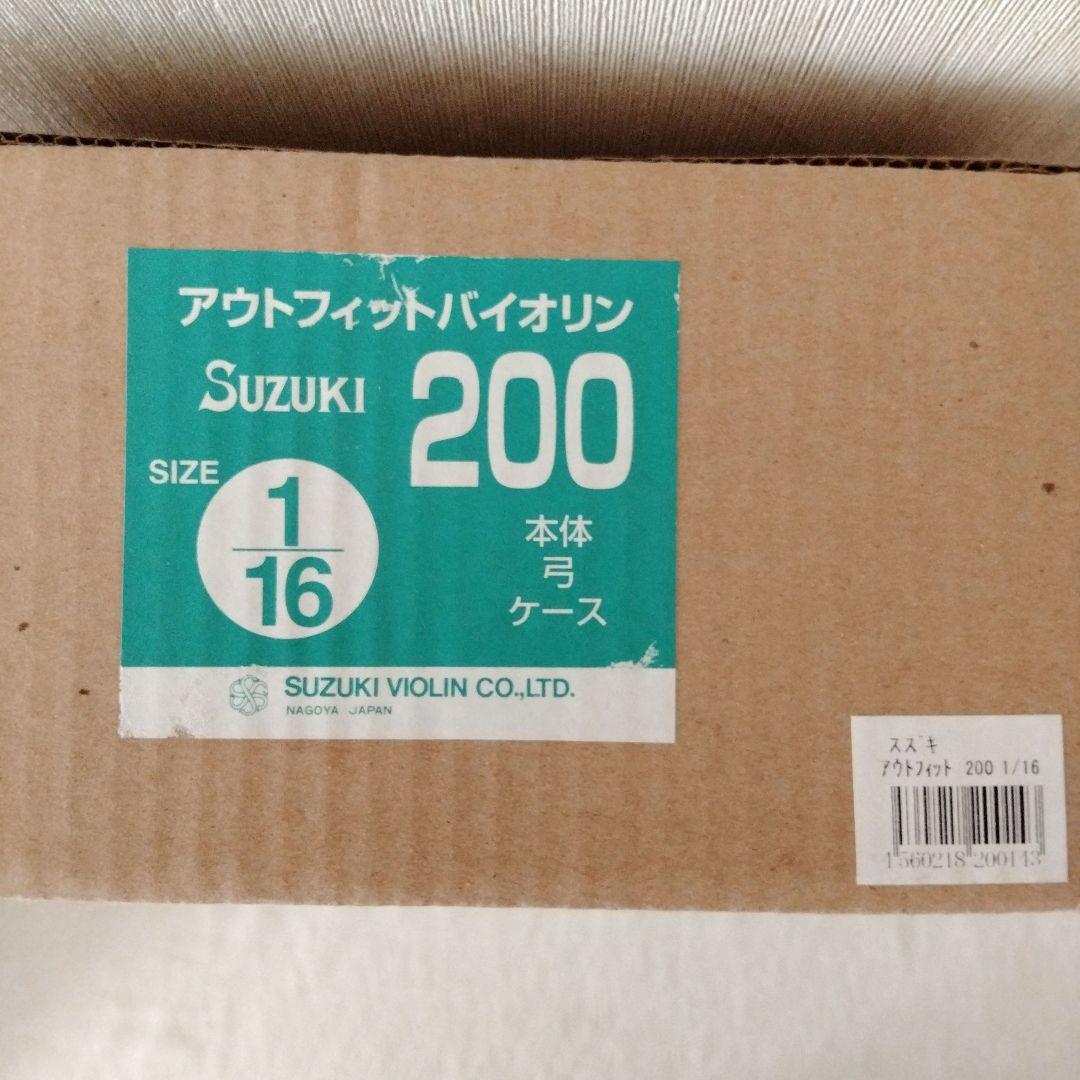 アウトフィットバイオリン
SUZUKI 200
SIZE 1/16
本体
弓
ケース
SUZUKI VIOLIN CO.,LTD.
NAGOYA JAPAN
スズキ
アウトフィット 200 1/16
4560218200143